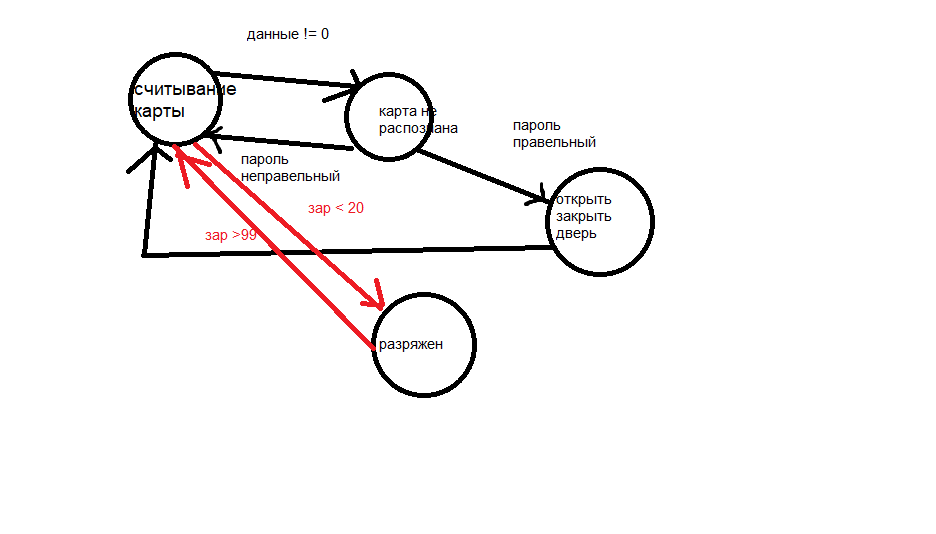 данные != 0
считывание
карты
карта не
распознана
пароль
правельный
пароль
неправельный
открыть
закрыть
дверь
зар < 20
зар >99
разряжен